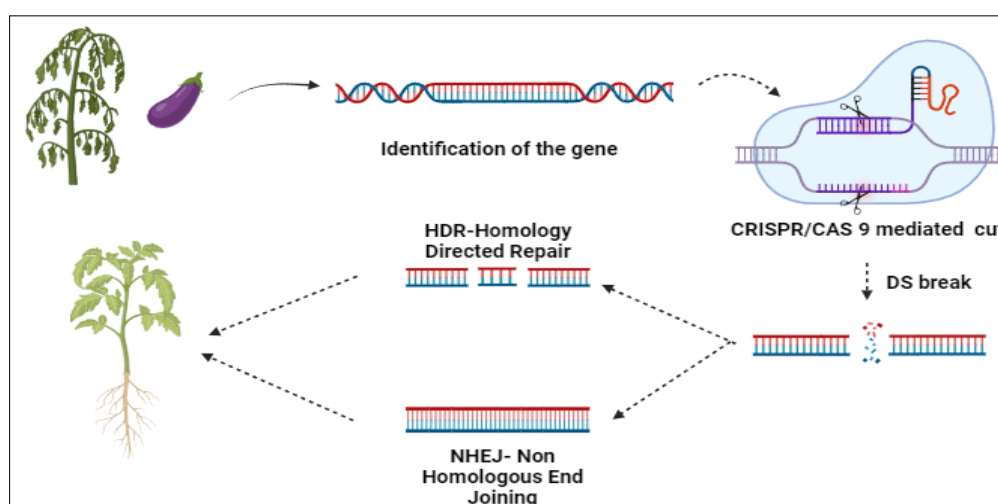 Identification of the gene
CRISPR/CAS 9 mediated cu
DS break
HDR-Homology
Directed Repair
NHEJ- Non
Homologous End
Joining